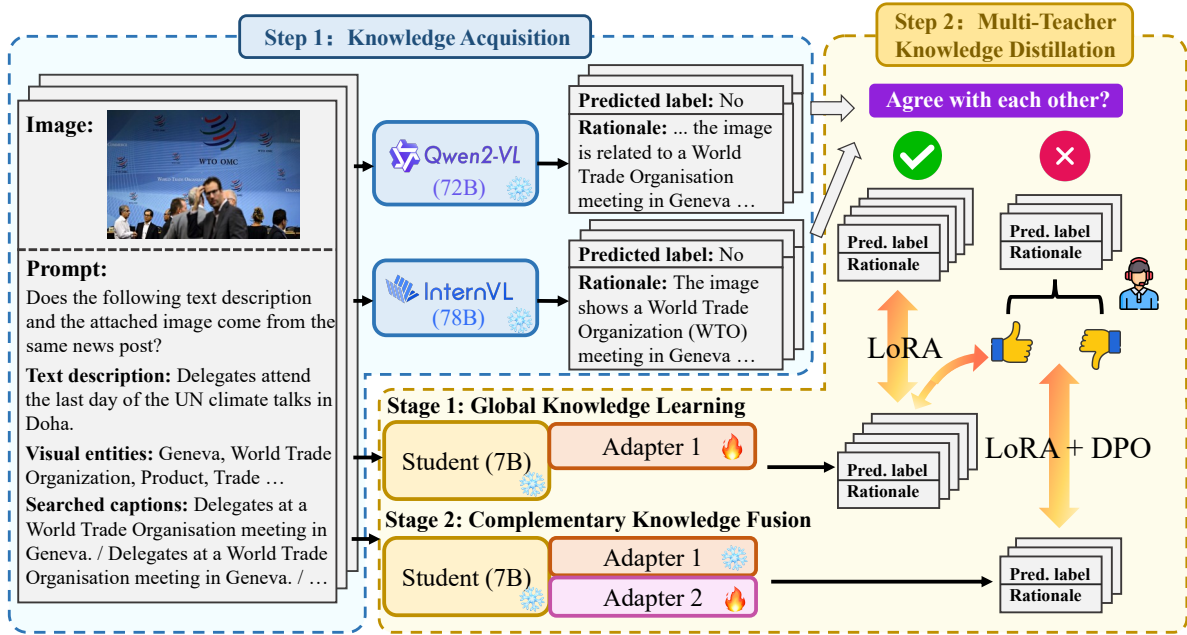 Step 1：Knowledge Acquisition
Step 2：Multi-Teacher
Knowledge Distillation
Image:
WTO OMC
Prompt:
Does the following text description
and the attached image come from the
same news post?
Text description: Delegates attend
the last day of the UN climate talks in
Doha.
Visual entities: Geneva, World Trade
Organization, Product, Trade …
Searched captions: Delegates at a
World Trade Organisation meeting in
Geneva. / Delegates at a World Trade
Organisation meeting in Geneva. / …
Qwen2-VL
(72B)
InternVL
(78B)
Predicted label: No
Rationale: ... the image
is related to a World
Trade Organisation
meeting in Geneva …
Predicted label: No
Rationale: The image
shows a World Trade
Organization (WTO)
meeting in Geneva …
Agree with each other?
Pred. label
Rationale
Pred. label
Rationale
LoRA
LoRA + DPO
Stage 1: Global Knowledge Learning
Student (7B)
Adapter 1
Pred. label
Rationale
Stage 2: Complementary Knowledge Fusion
Student (7B)
Adapter 1
Adapter 2
Pred. label
Rationale